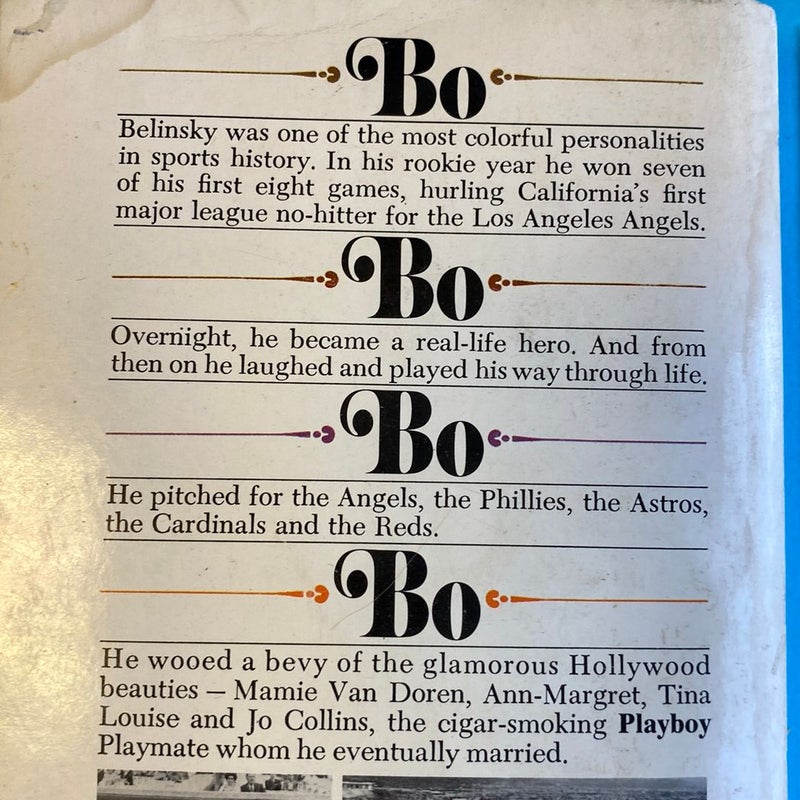 Bo
Belinsky was one of the most colorful personalities
in sports history. In his rookie year he won seven
of his first eight games, hurling California's first
major league no-hitter for the Los Angeles Angels.
Bo
Overnight, he became a real-life hero. And from
then on he laughed and played his way through life.
Bo
He pitched for the Angels, the Phillies, the Astros,
the Cardinals and the Reds.
Bo
He wooed a bevy of the glamorous Hollywood
beauties — Mamie Van Doren, Ann-Margret, Tina
Louise and Jo Collins, the cigar-smoking Playboy
Playmate whom he eventually married.